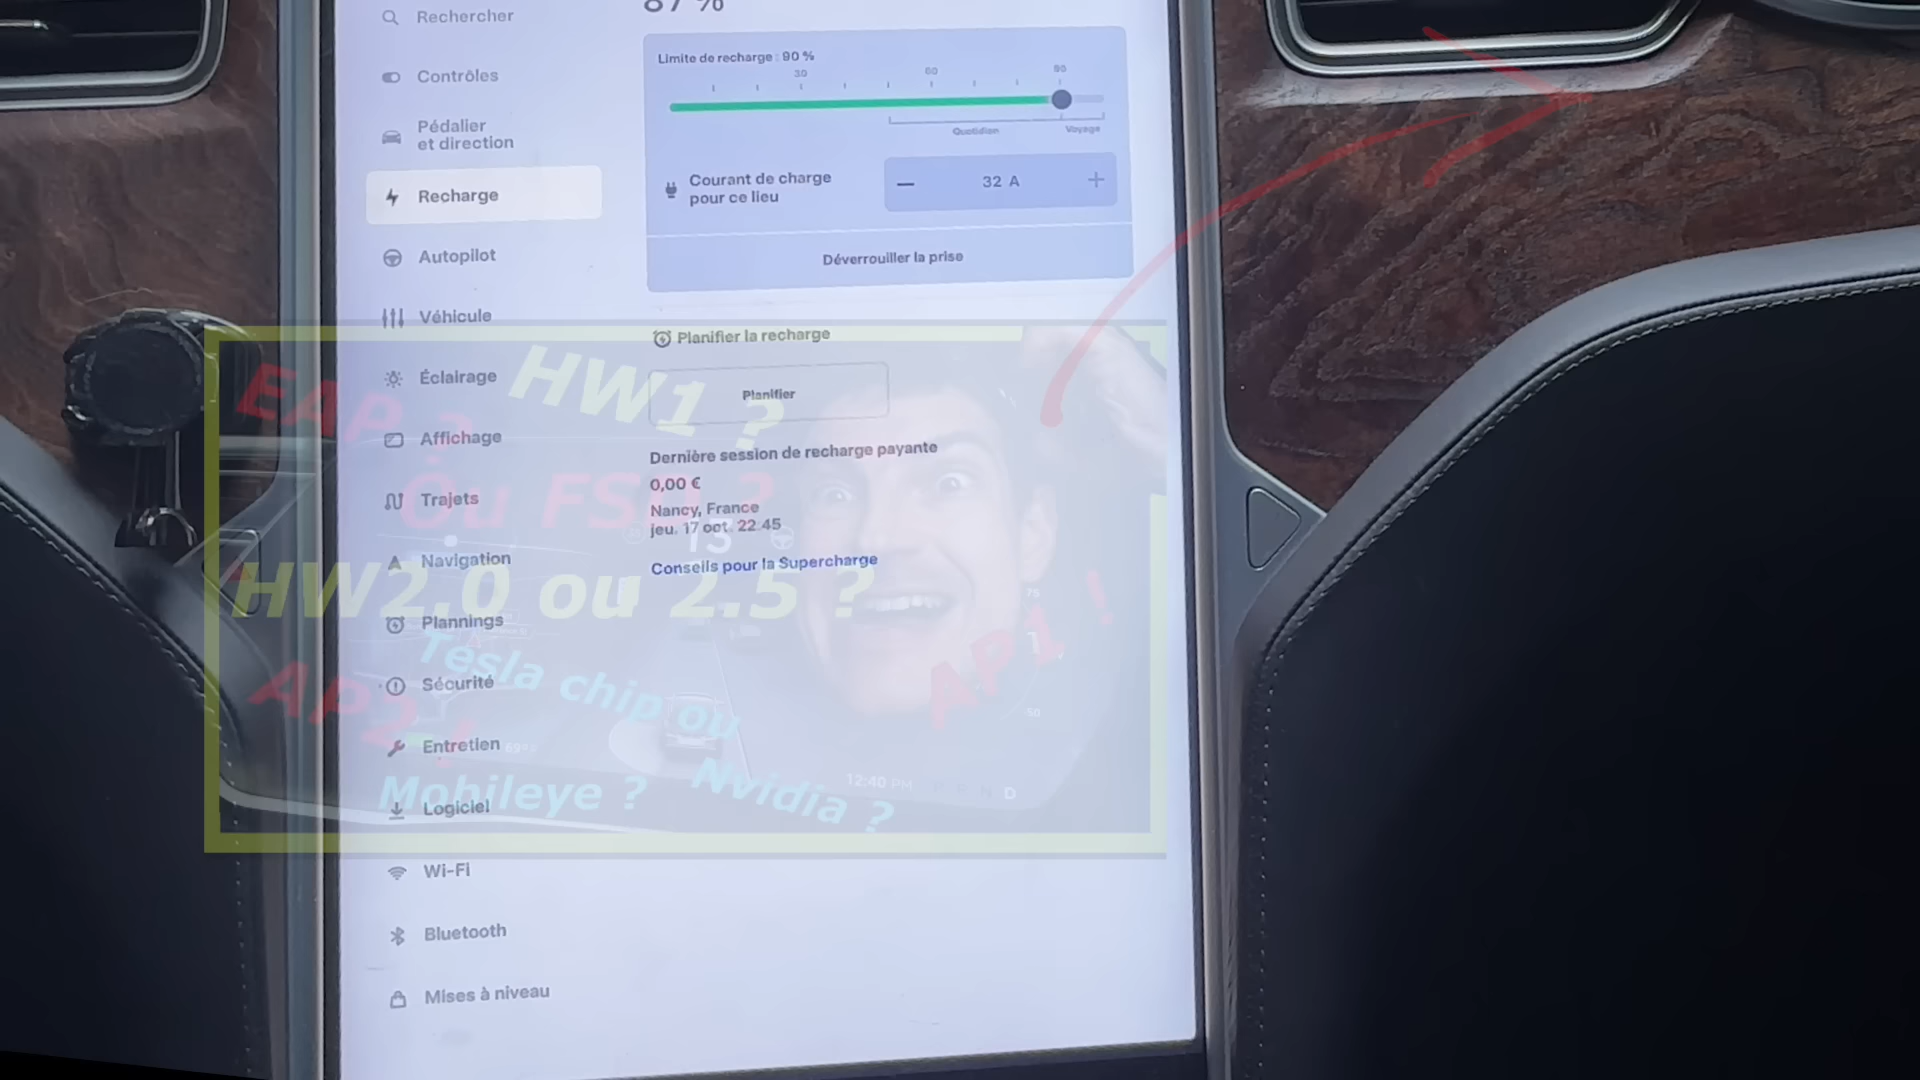 Rechercher
Contrôles
Pédalier
et direction
Recharge
Autopilot
Véhicule
Éclairage
Affichage
Trajets
Navigation
Plannings
Sécurité
Entretien
Logiciel
Wi-Fi
Bluetooth
Mises à niveau
87 %
Limite de recharge : 90 %
30
60
90
Quotidien
Voyage
Courant de charge
pour ce lieu
— 32 A +
Déverrouiller la prise
Planifier la recharge
Planifier
Dernière session de recharge payante
0,00 €
Nancy, France
jeu. 17 oct. 22:45
Conseils pour la Supercharge
EAP ?
HW1 ?
Ou FSD ?
HW2.0 ou 2.5 ?
Tesla chip ou
AP2 !
AP1 !
Mobileye ?
Nvidia ?
75
50
12:40 PM
P R N D